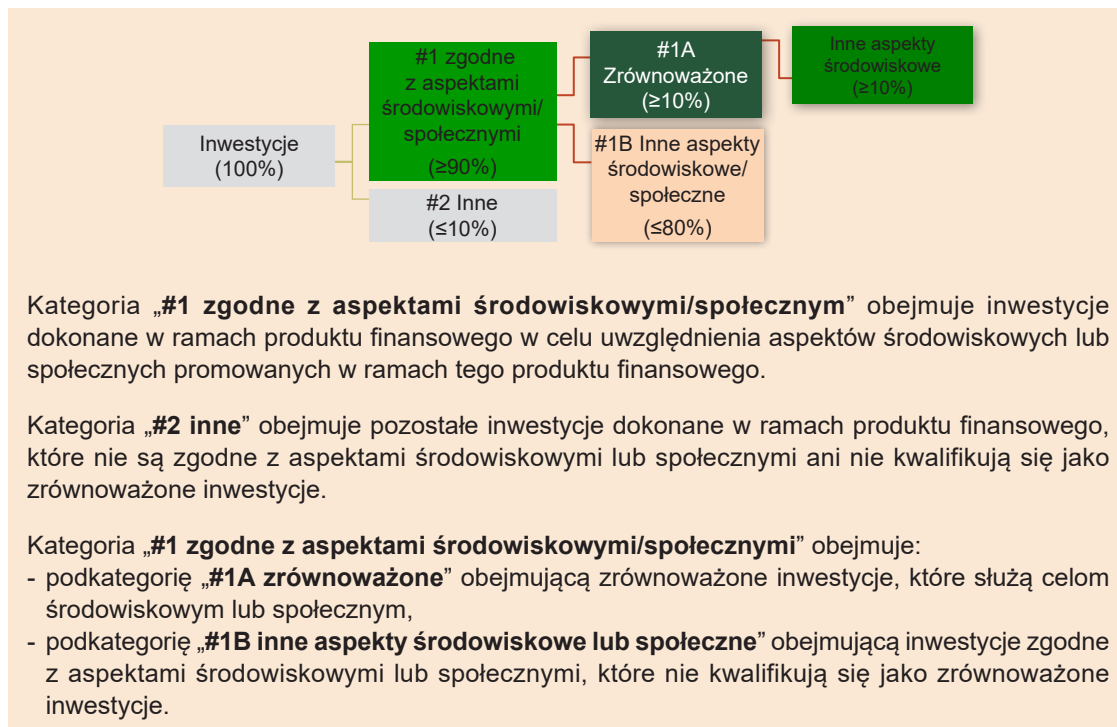 Inwestycje
(100%)
#1 zgodne
z aspektami
środowiskowymi/
społecznymi
(≥90%)
#2 Inne
(≤10%)
#1A
Zrównoważone
(≥10%)
#1B Inne aspekty
środowiskowe/
społeczne
(≤80%)
Inne aspekty
środowiskowe
(≥10%)
Kategoria „#1 zgodne z aspektami środowiskowymi/społecznym” obejmuje inwestycje
dokonane w ramach produktu finansowego w celu uwzględnienia aspektów środowiskowych lub
społecznych promowanych w ramach tego produktu finansowego.
Kategoria „#2 inne” obejmuje pozostałe inwestycje dokonane w ramach produktu finansowego,
które nie są zgodne z aspektami środowiskowymi lub społecznymi ani nie kwalifikują się jako
zrównoważone inwestycje.
Kategoria „#1 zgodne z aspektami środowiskowymi/społecznymi” obejmuje:
- podkategorię „#1A zrównoważone” obejmującą zrównoważone inwestycje, które służą celom
środowiskowym lub społecznym,
- podkategorię „#1B inne aspekty środowiskowe lub społeczne” obejmującą inwestycje zgodne
z aspektami środowiskowymi lub społecznymi, które nie kwalifikują się jako zrównoważone
inwestycje.